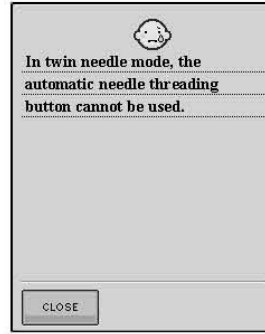 In twin needle mode, the
automatic needle threading
button cannot be used.
CLOSE